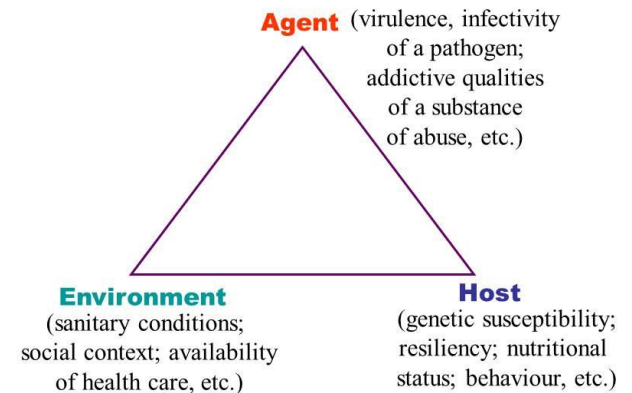 Agent (virulence, infectivity
of a pathogen;
addictive qualities
of a substance
of abuse, etc.)
Environment
(sanitary conditions;
social context; availability
of health care, etc.)
Host
(genetic susceptibility;
resiliency; nutritional
status; behaviour, etc.)